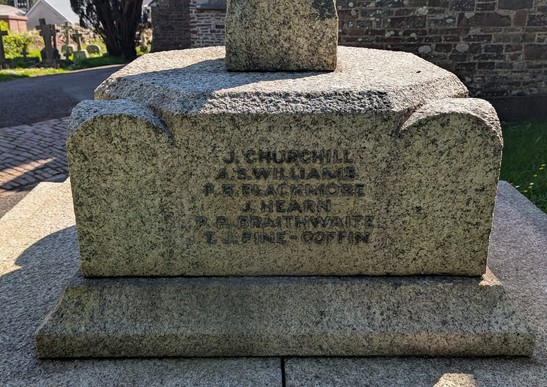 J. CHURCHILL
A.S. WILLIAMS
P.B. BLACKMORE
J. HEARN
P.R. BRAITHWAITE
T.J. PINE-COFFIN